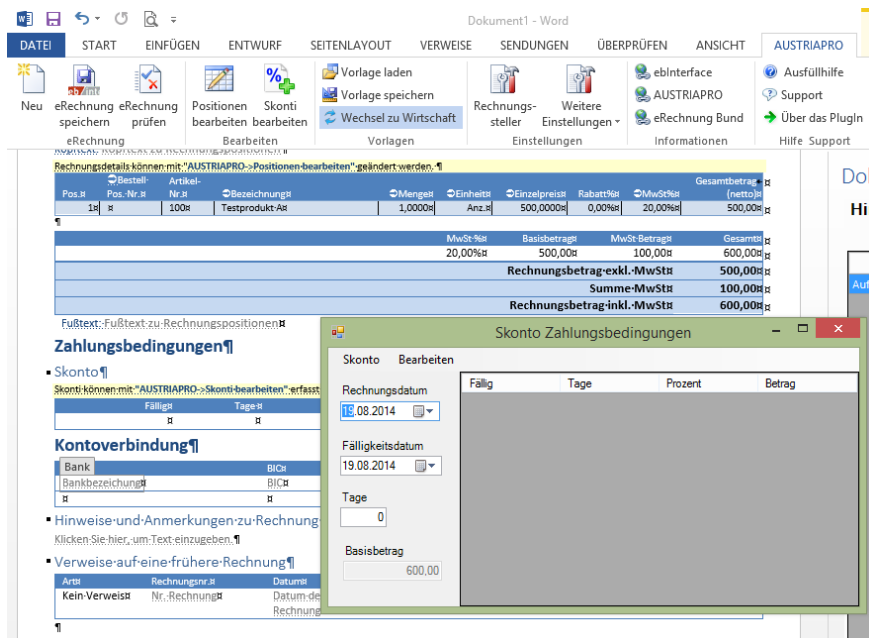 Dokument1 - Word
DATEI START EINFÜGEN ENTWURF SEITENLAYOUT VERWEISE SENDUNGEN ÜBERPRÜFEN ANSICHT AUSTRIAPRO
Neu
eRechnung speichern
eRechnung prüfen
eRechnung
Positionen bearbeiten
Skonti bearbeiten
Bearbeiten
Vorlage laden
Vorlage speichern
Wechsel zu Wirtschaft
Vorlagen
Rechnungs-
steller
Weitere
Einstellungen
Einstellungen
ebInterface
AUSTRIAPRO
eRechnung Bund
Informationen
Ausfüllhilfe
Support
Über das PlugIn
Hilfe Support
Rechnungsdetails können mit "AUSTRIAPRO->Positionen bearbeiten" geändert werden. ¶
Pos. Bestell-Pos.-Nr. Artikel-Nr. Bezeichnung Menge Einheit Einzelpreis Rabatt% MwSt% Gesamtbetrag (netto)
1 100 Testprodukt A 1,0000 Anz. 500,0000 0,00% 20,00% 500,00
¶
MwSt-% Basisbetrag MwSt-Betrag Gesamt
20,00% 500,00 100,00 600,00
Rechnungsbetrag exkl. MwSt 500,00
Summe MwSt 100,00
Rechnungsbetrag inkl. MwSt 600,00
Fußtext: Fußtext zu Rechnungspositionen
Zahlungsbedingungen¶
Skonto¶
Skonti können mit "AUSTRIAPRO->Skonti bearbeiten" erfasst
Fällig Tage
Kontoverbindung¶
Bank BIC
Bankbezeichung BIC
Hinweise und Anmerkungen zu Rechnung
Klicken Sie hier, um Text einzugeben. ¶
Verweise auf eine frühere Rechnung¶
Art Rechnungsnr. Datum
Kein Verweis Nr. Rechnung Datum de
Rechnung
¶
Skonto Zahlungsbedingungen
Skonto Bearbeiten
Rechnungsdatum
19.08.2014
Fälligkeitsdatum
19.08.2014
Tage
0
Basisbetrag
600,00
Fällig Tage Prozent Betrag
Do
Hi
Auf